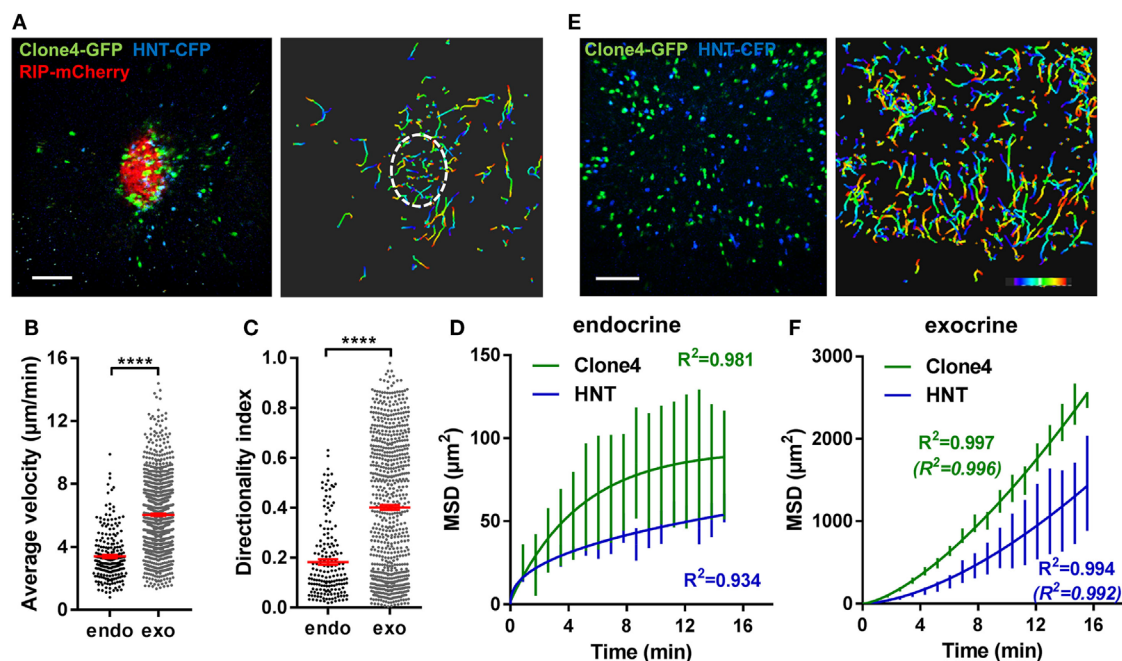 A
Clone4-GFP HNT-CFP
RIP-mCherry
E
Clone4-GFP HNT-CFP
B
Average velocity (µm/min)
16
12
8
4
0
****
endo exo
C
Directionality index
1.0
0.8
0.6
0.4
0.2
0.0
****
endo exo
D
endocrine
MSD (µm²)
150
100
50
0
Clone4
HNT
R²=0.981
R²=0.934
0 4 8 12 16
Time (min)
F
exocrine
MSD (µm²)
3000
2000
1000
0
Clone4
HNT
R²=0.997
(R²=0.996)
R²=0.994
(R²=0.992)
0 4 8 12 16
Time (min)